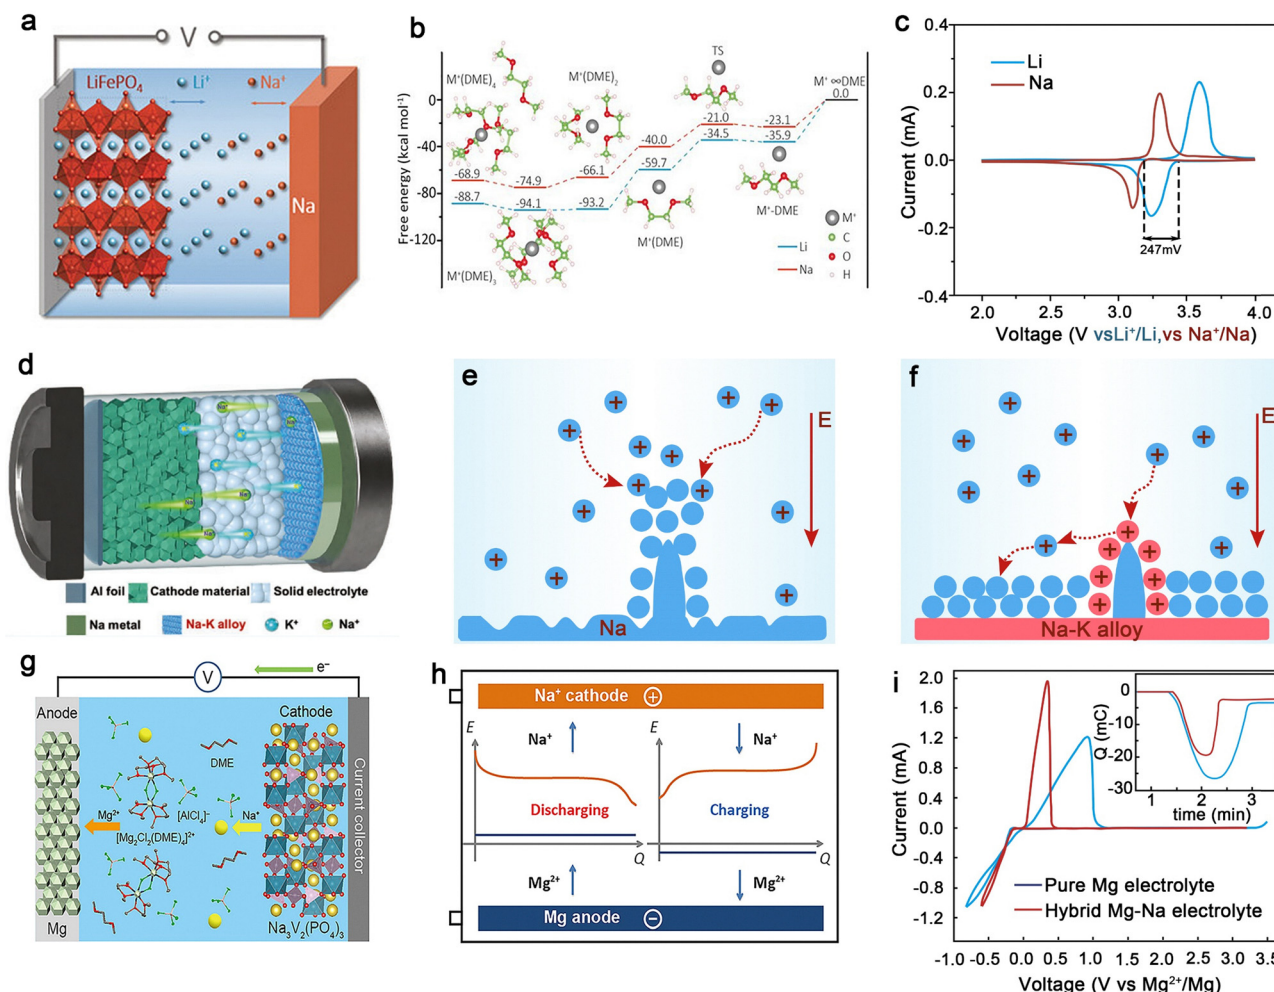 a
V
LiFePO₄
Li⁺
Na⁺
Na
b
Free energy (kcal mol⁻¹)
0
-40
-60
-80
-120
M⁺(DME)₄
M⁺(DME)₂
TS
M⁺ ∞DME
0.0
-68.9
-74.9
-66.1
-40.0
-21.0
-23.1
-88.7
-94.1
-93.2
-59.7
-34.5
-35.9
M⁺(DME)₃
M⁺(DME)
M⁺-DME
M⁺
C
O
H
Li
Na
c
Current (mA)
0.4
0.2
0.0
-0.2
-0.4
Li
Na
247mV
2.0
2.5
3.0
3.5
4.0
Voltage (V vsLi⁺/Li,vs Na⁺/Na)
d
Al foil
Cathode material
Solid electrolyte
Na metal
Na-K alloy
K⁺
Na⁺
e
E
Na
f
E
Na-K alloy
g
V
e⁻
Anode
Cathode
DME
Mg²⁺
[AlCl₄]⁻
Na⁺
[Mg₂Cl₂(DME)₄]²⁺
Current collector
Mg
Na₃V₂(PO₄)₃
h
Na⁺ cathode +
E
Na⁺
Na⁺
Discharging
Charging
Q
Q
Mg²⁺
Mg²⁺
Mg anode −
i
Current (mA)
2.0
1.6
1.2
0.8
0.4
0.0
-0.4
-0.8
-1.2
Q (mC)
0
-10
-20
-30
1
2
3
time (min)
Pure Mg electrolyte
Hybrid Mg-Na electrolyte
-1.0
-0.5
0.0
0.5
1.0
1.5
2.0
2.5
3.0
3.5
Voltage (V vs Mg²⁺/Mg)